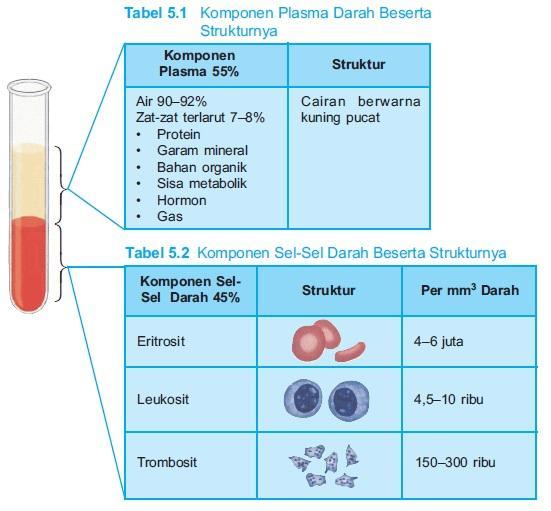 Tabel 5.1 Komponen Plasma Darah Beserta
Strukturnya
Komponen
Plasma 55%
Struktur
Air 90–92%
Zat-zat terlarut 7–8%
• Protein
• Garam mineral
• Bahan organik
• Sisa metabolik
• Hormon
• Gas
Cairan berwarna
kuning pucat
Tabel 5.2 Komponen Sel-Sel Darah Beserta Strukturnya
Komponen Sel-
Sel Darah 45%
Struktur
Per mm³ Darah
Eritrosit
4–6 juta
Leukosit
4,5–10 ribu
Trombosit
150–300 ribu